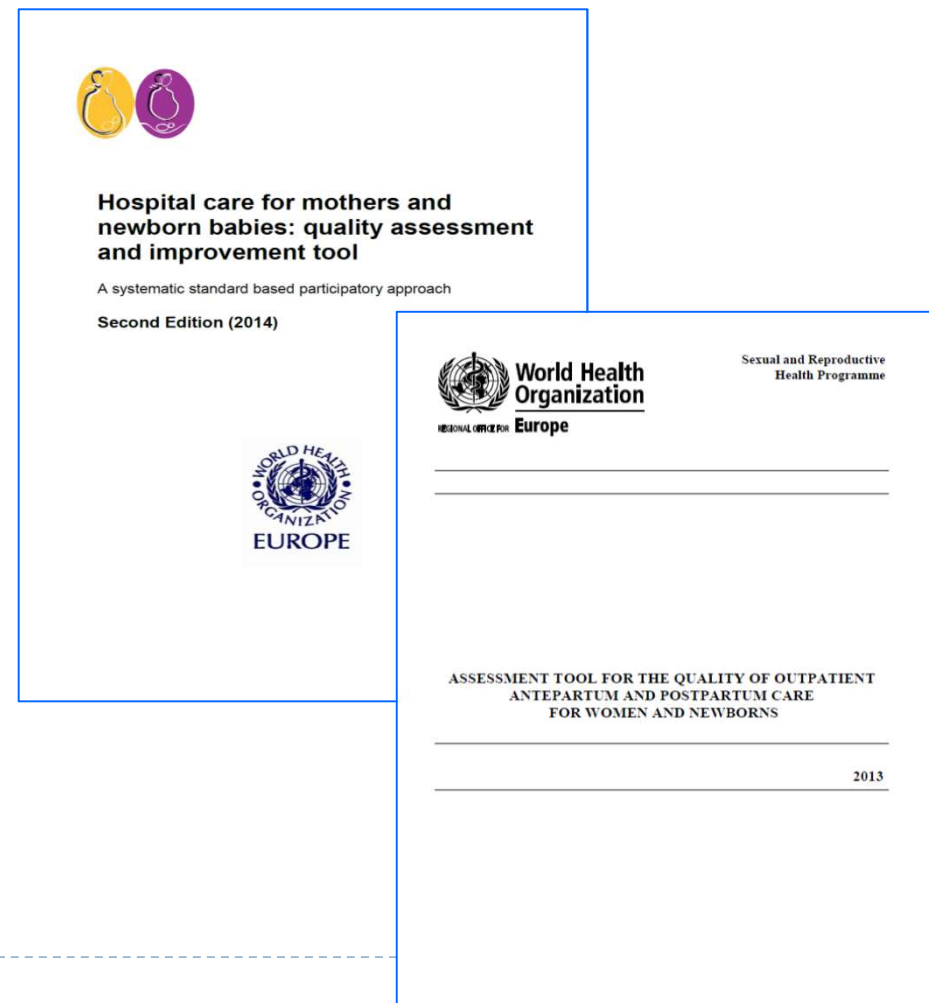 Hospital care for mothers and
newborn babies: quality assessment
and improvement tool
A systematic standard based participatory approach
Second Edition (2014)
WORLD HEALTH
ORGANIZATION
EUROPE
World Health
Organization
REGIONAL OFFICE FOR Europe
Sexual and Reproductive
Health Programme
ASSESSMENT TOOL FOR THE QUALITY OF OUTPATIENT
ANTEPARTUM AND POSTPARTUM CARE
FOR WOMEN AND NEWBORNS
2013